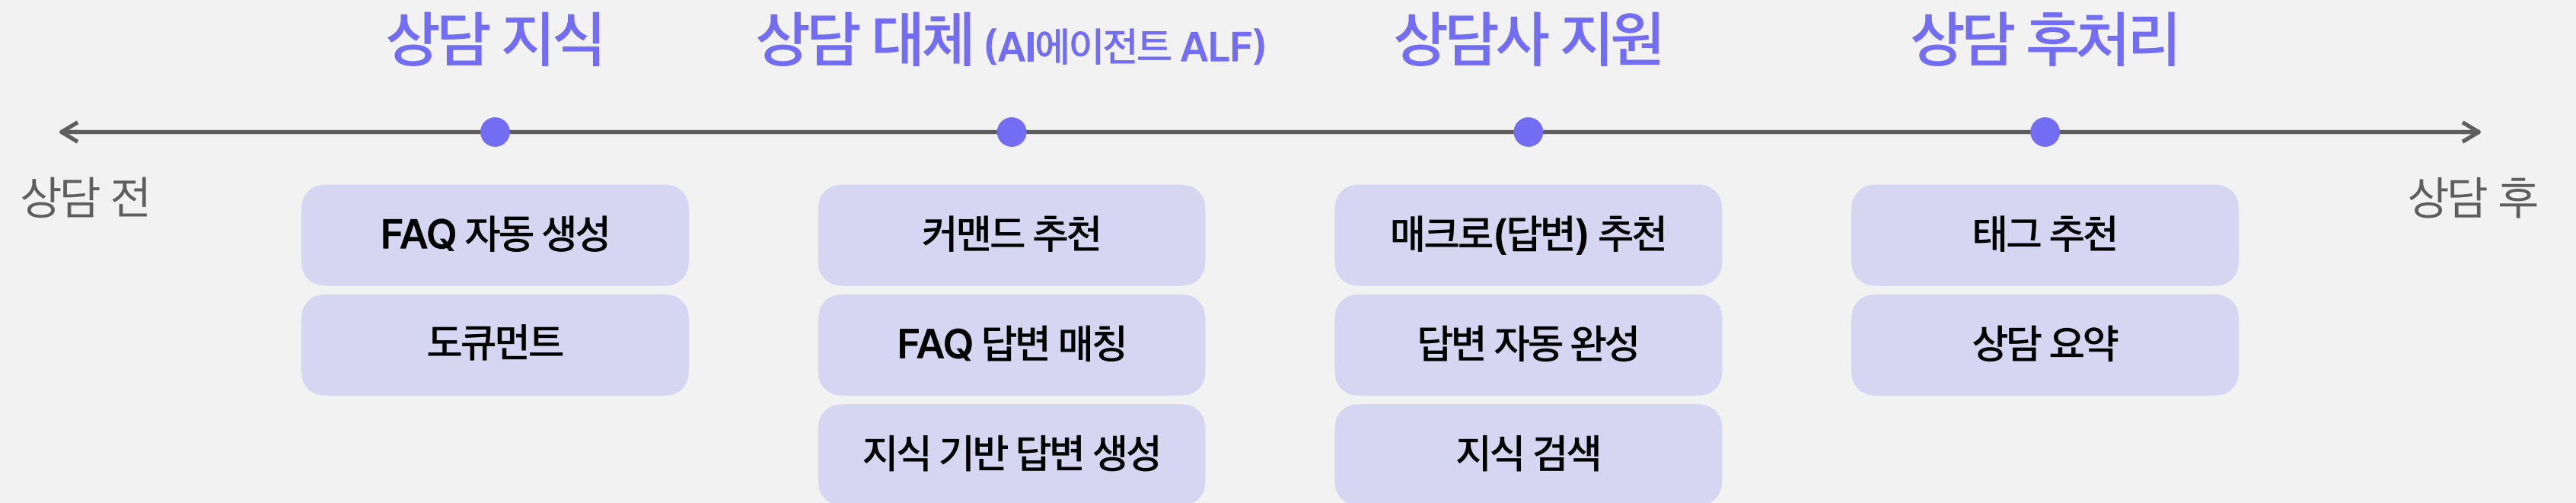 상담 지식
상담 대체 (AI에이전트 ALF)
상담사 지원
상담 후처리
상담 전
상담 후
FAQ 자동 생성
도큐먼트
커맨드 추천
FAQ 답변 매칭
지식 기반 답변 생성
매크로(답변) 추천
답변 자동 완성
지식 검색
태그 추천
상담 요약